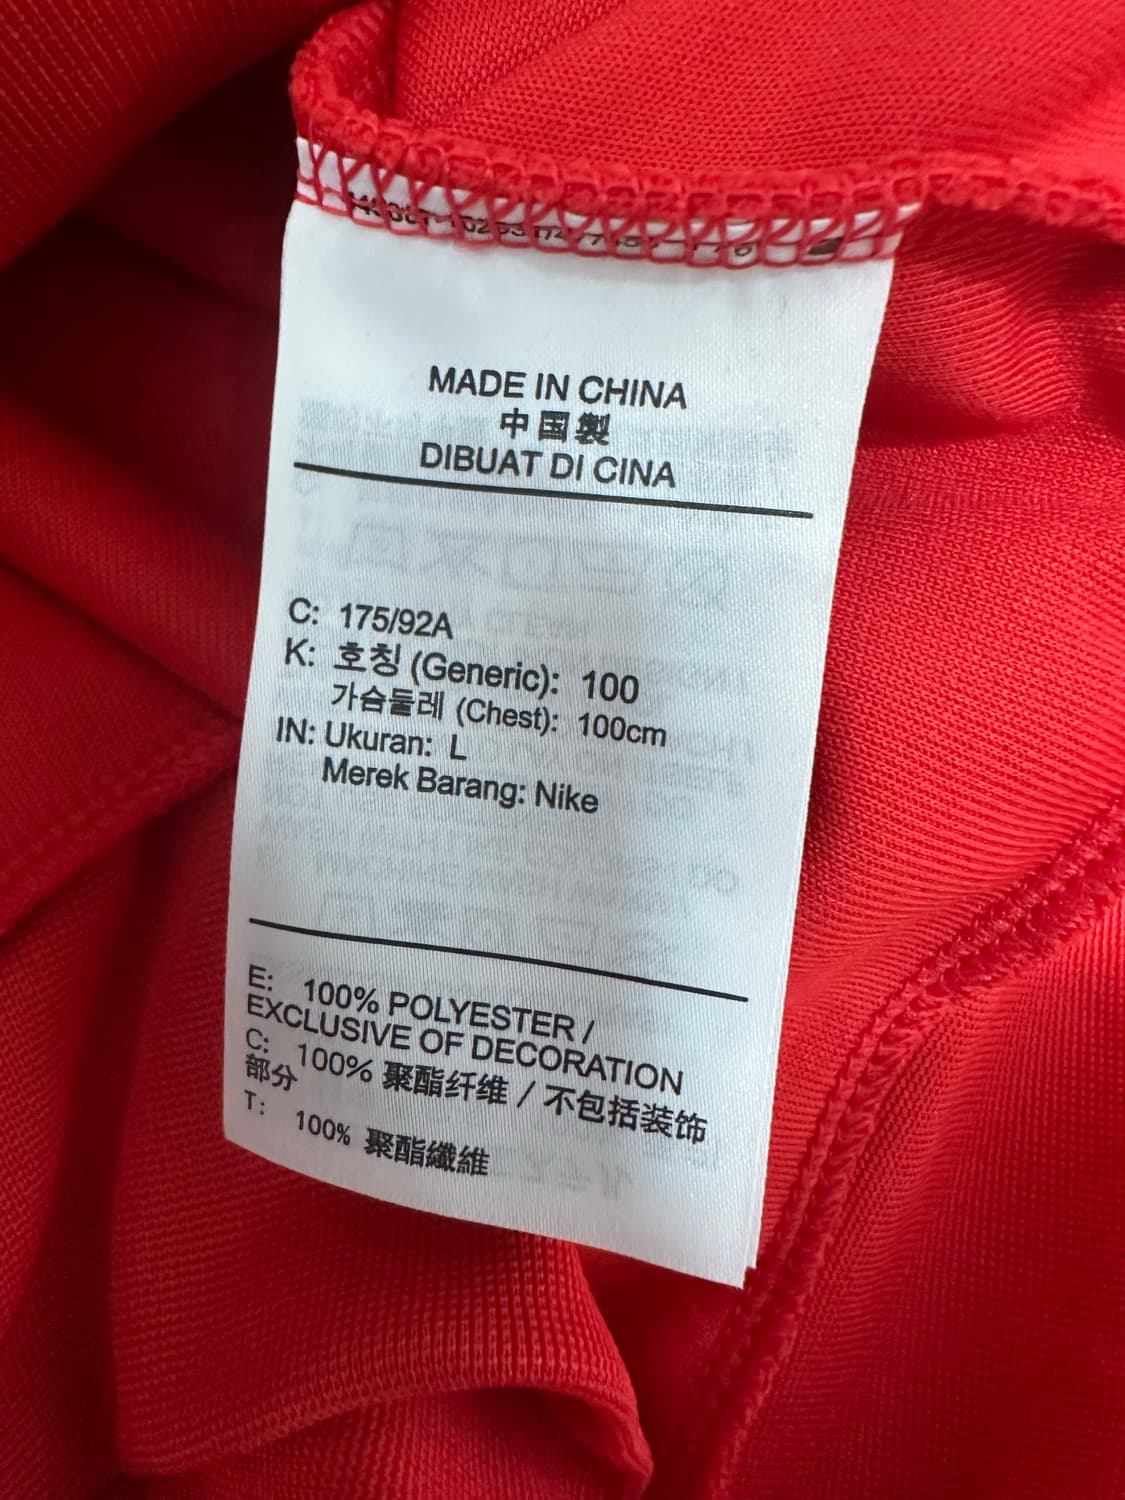 MADE IN CHINA
中国製
DIBUAT DI CINA
C: 175/92A
K: 호칭 (Generic): 100
가슴둘레 (Chest): 100cm
IN: Ukuran: L
Merek Barang: Nike
E: 100% POLYESTER /
EXCLUSIVE OF DECORATION
C: 100% 聚酯纤维 / 不包括装饰
部分
T: 100% 聚酯纖維